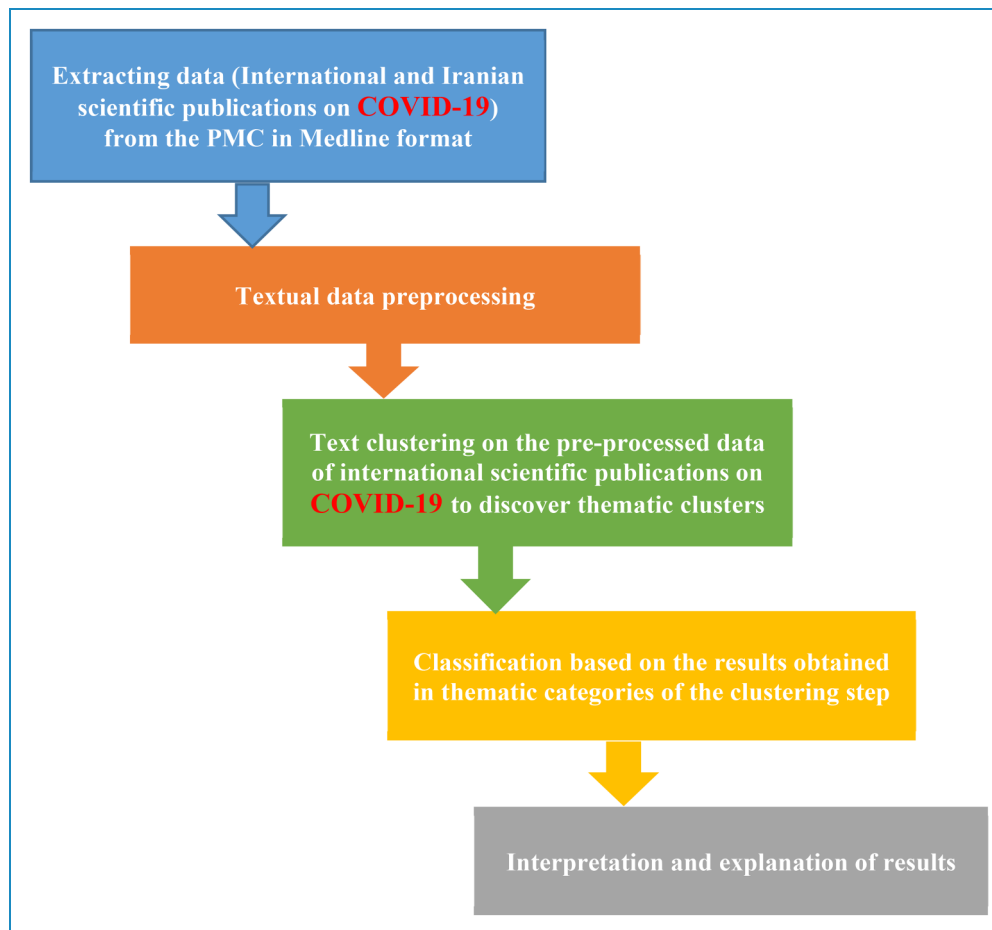 Extracting data (International and Iranian
scientific publications on COVID-19)
from the PMC in Medline format
Textual data preprocessing
Text clustering on the pre-processed data
of international scientific publications on
COVID-19 to discover thematic clusters
Classification based on the results obtained
in thematic categories of the clustering step
Interpretation and explanation of results